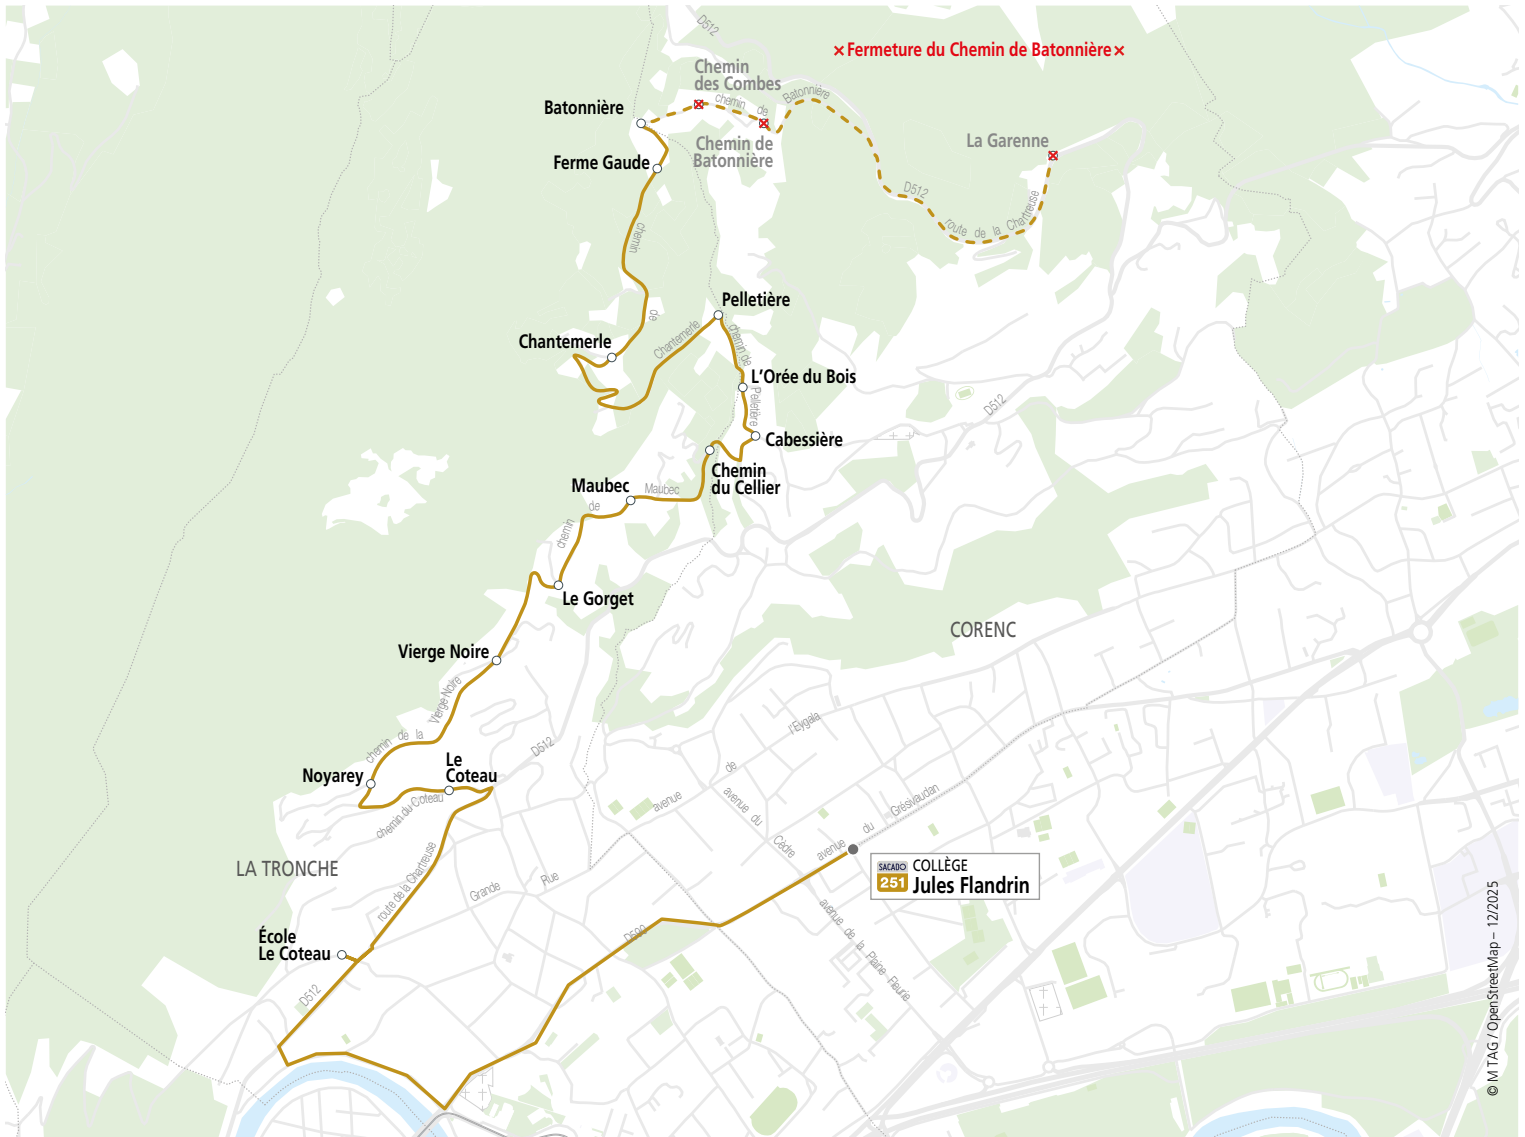 D512
× Fermeture du Chemin de Batonnière ×
Chemin
des Combes
Batonnière
chemin de Batonnière
Chemin de
Batonnière
La Garenne
Ferme Gaude
D512
route de la Chartreuse
chemin de Chantemerle
Pelletière
Chantemerle
chemin de Pelletière
L'Orée du Bois
D512
Cabessière
Chemin
du Cellier
Maubec
chemin de Maubec
Le Gorget
CORENC
Vierge Noire
chemin de la Vierge Noire
avenue de l'Eygala
D512
Noyarey
Le
Coteau
chemin du Coteau
avenue du Cèdre
avenue du Grésivaudan
LA TRONCHE
route de la Chartreuse
Grande Rue
SACADO COLLÈGE
251 Jules Flandrin
avenue de la Plaine Fleurie
École
Le Coteau
D590
D512
© M TAG / OpenStreetMap – 12/2025